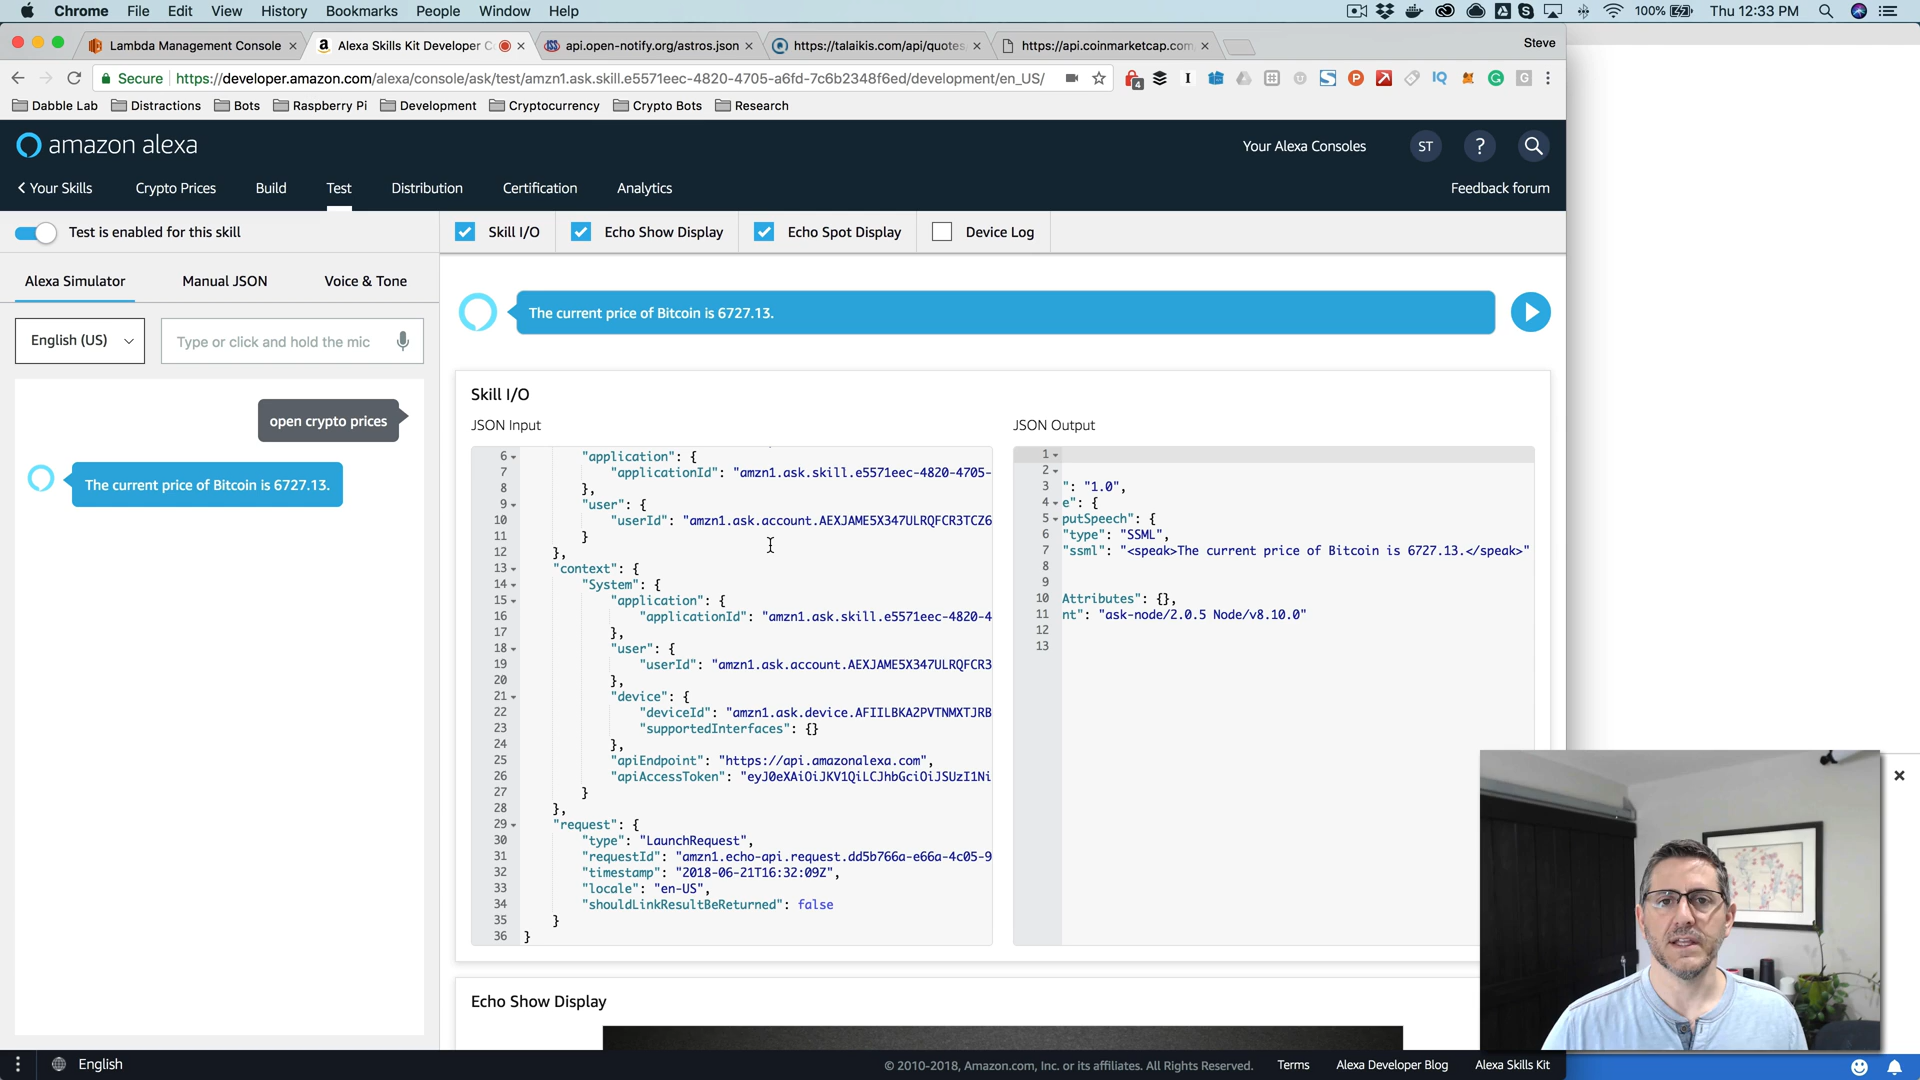 Chrome File Edit View History Bookmarks People Window Help 100% Thu 12:33 PM
Lambda Management Console Alexa Skills Kit Developer C api.open-notify.org/astros.json https://talaikis.com/api/quotes https://api.coinmarketcap.com Steve
Secure https://developer.amazon.com/alexa/console/ask/test/amzn1.ask.skill.e5571eec-4820-4705-a6fd-7c6b2348f6ed/development/en_US/
Dabble Lab Distractions Bots Raspberry Pi Development Cryptocurrency Crypto Bots Research
amazon alexa Your Alexa Consoles ST ?
Your Skills Crypto Prices Build Test Distribution Certification Analytics Feedback forum
Test is enabled for this skill Skill I/O Echo Show Display Echo Spot Display Device Log
Alexa Simulator Manual JSON Voice & Tone
English (US) Type or click and hold the mic
open crypto prices
The current price of Bitcoin is 6727.13.
The current price of Bitcoin is 6727.13.
Skill I/O
JSON Input
6 "application": {
7 "applicationId": "amzn1.ask.skill.e5571eec-4820-4705-
8 },
9 "user": {
10 "userId": "amzn1.ask.account.AEXJAME5X347ULRQFCR3TCZ6
11 }
12 },
13 "context": {
14 "System": {
15 "application": {
16 "applicationId": "amzn1.ask.skill.e5571eec-4820-4
17 },
18 "user": {
19 "userId": "amzn1.ask.account.AEXJAME5X347ULRQFCR3
20 },
21 "device": {
22 "deviceId": "amzn1.ask.device.AFIILBKA2PVTNMXTJRB
23 "supportedInterfaces": {}
24 },
25 "apiEndpoint": "https://api.amazonalexa.com",
26 "apiAccessToken": "eyJ0eXAiOiJKV1QiLCJhbGciOiJSUzI1Ni
27 }
28 },
29 "request": {
30 "type": "LaunchRequest",
31 "requestId": "amzn1.echo-api.request.dd5b766a-e66a-4c05-9
32 "timestamp": "2018-06-21T16:32:09Z",
33 "locale": "en-US",
34 "shouldLinkResultBeReturned": false
35 }
36 }
JSON Output
1
2
3 ": "1.0",
4 e": {
5 putSpeech": {
6 "type": "SSML",
7 "ssml": "<speak>The current price of Bitcoin is 6727.13.</speak>"
8
9
10 Attributes": {},
11 nt": "ask-node/2.0.5 Node/v8.10.0"
12
13
Echo Show Display
English © 2010-2018, Amazon.com, Inc. or its affiliates. All Rights Reserved. Terms Alexa Developer Blog Alexa Skills Kit